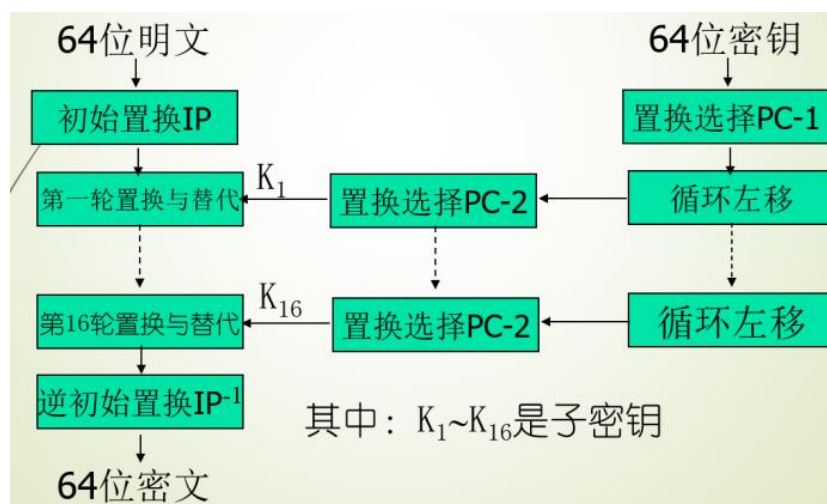 64位明文
64位密钥
初始置换IP
置换选择PC-1
第一轮置换与替代
K1
置换选择PC-2
循环左移
第16轮置换与替代
K16
置换选择PC-2
循环左移
逆初始置换IP-1
其中：K1~K16是子密钥
64位密文